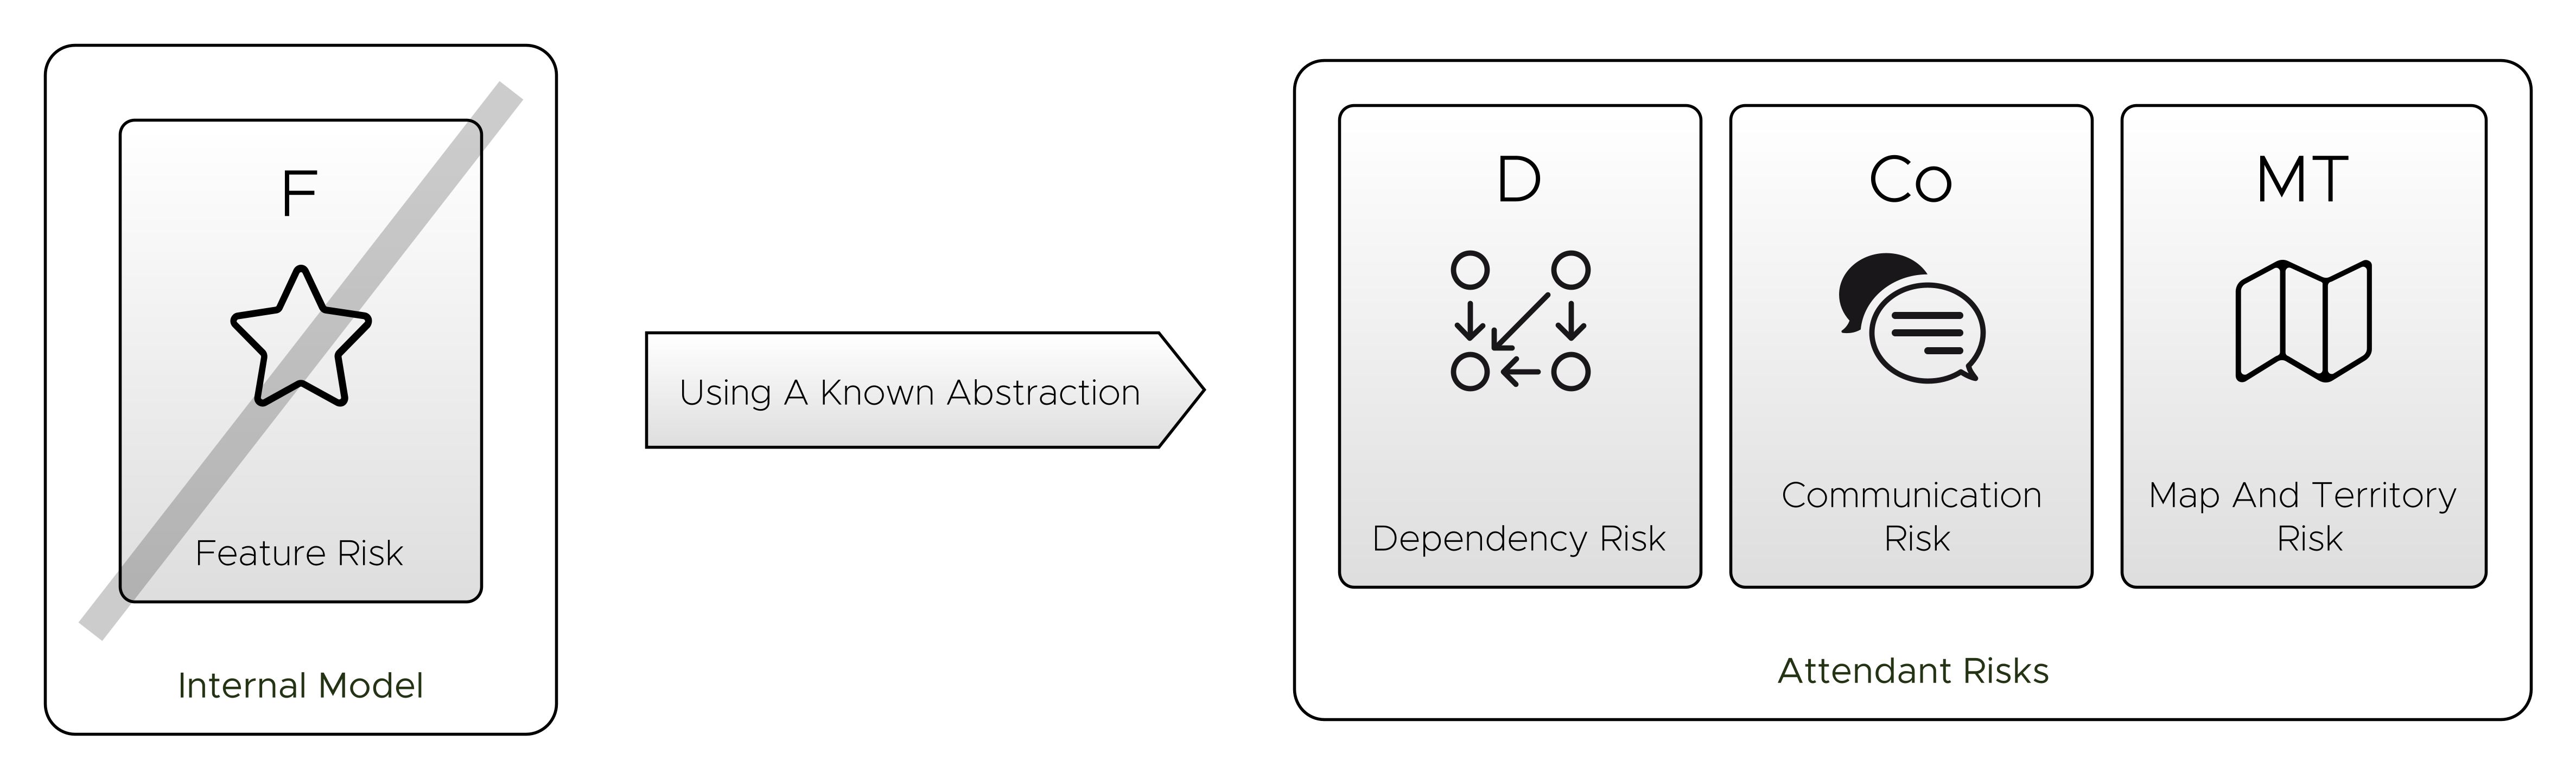 F
Feature Risk
Internal Model
Using A Known Abstraction
D
Dependency Risk
Co
Communication
Risk
MT
Map And Territory
Risk
Attendant Risks